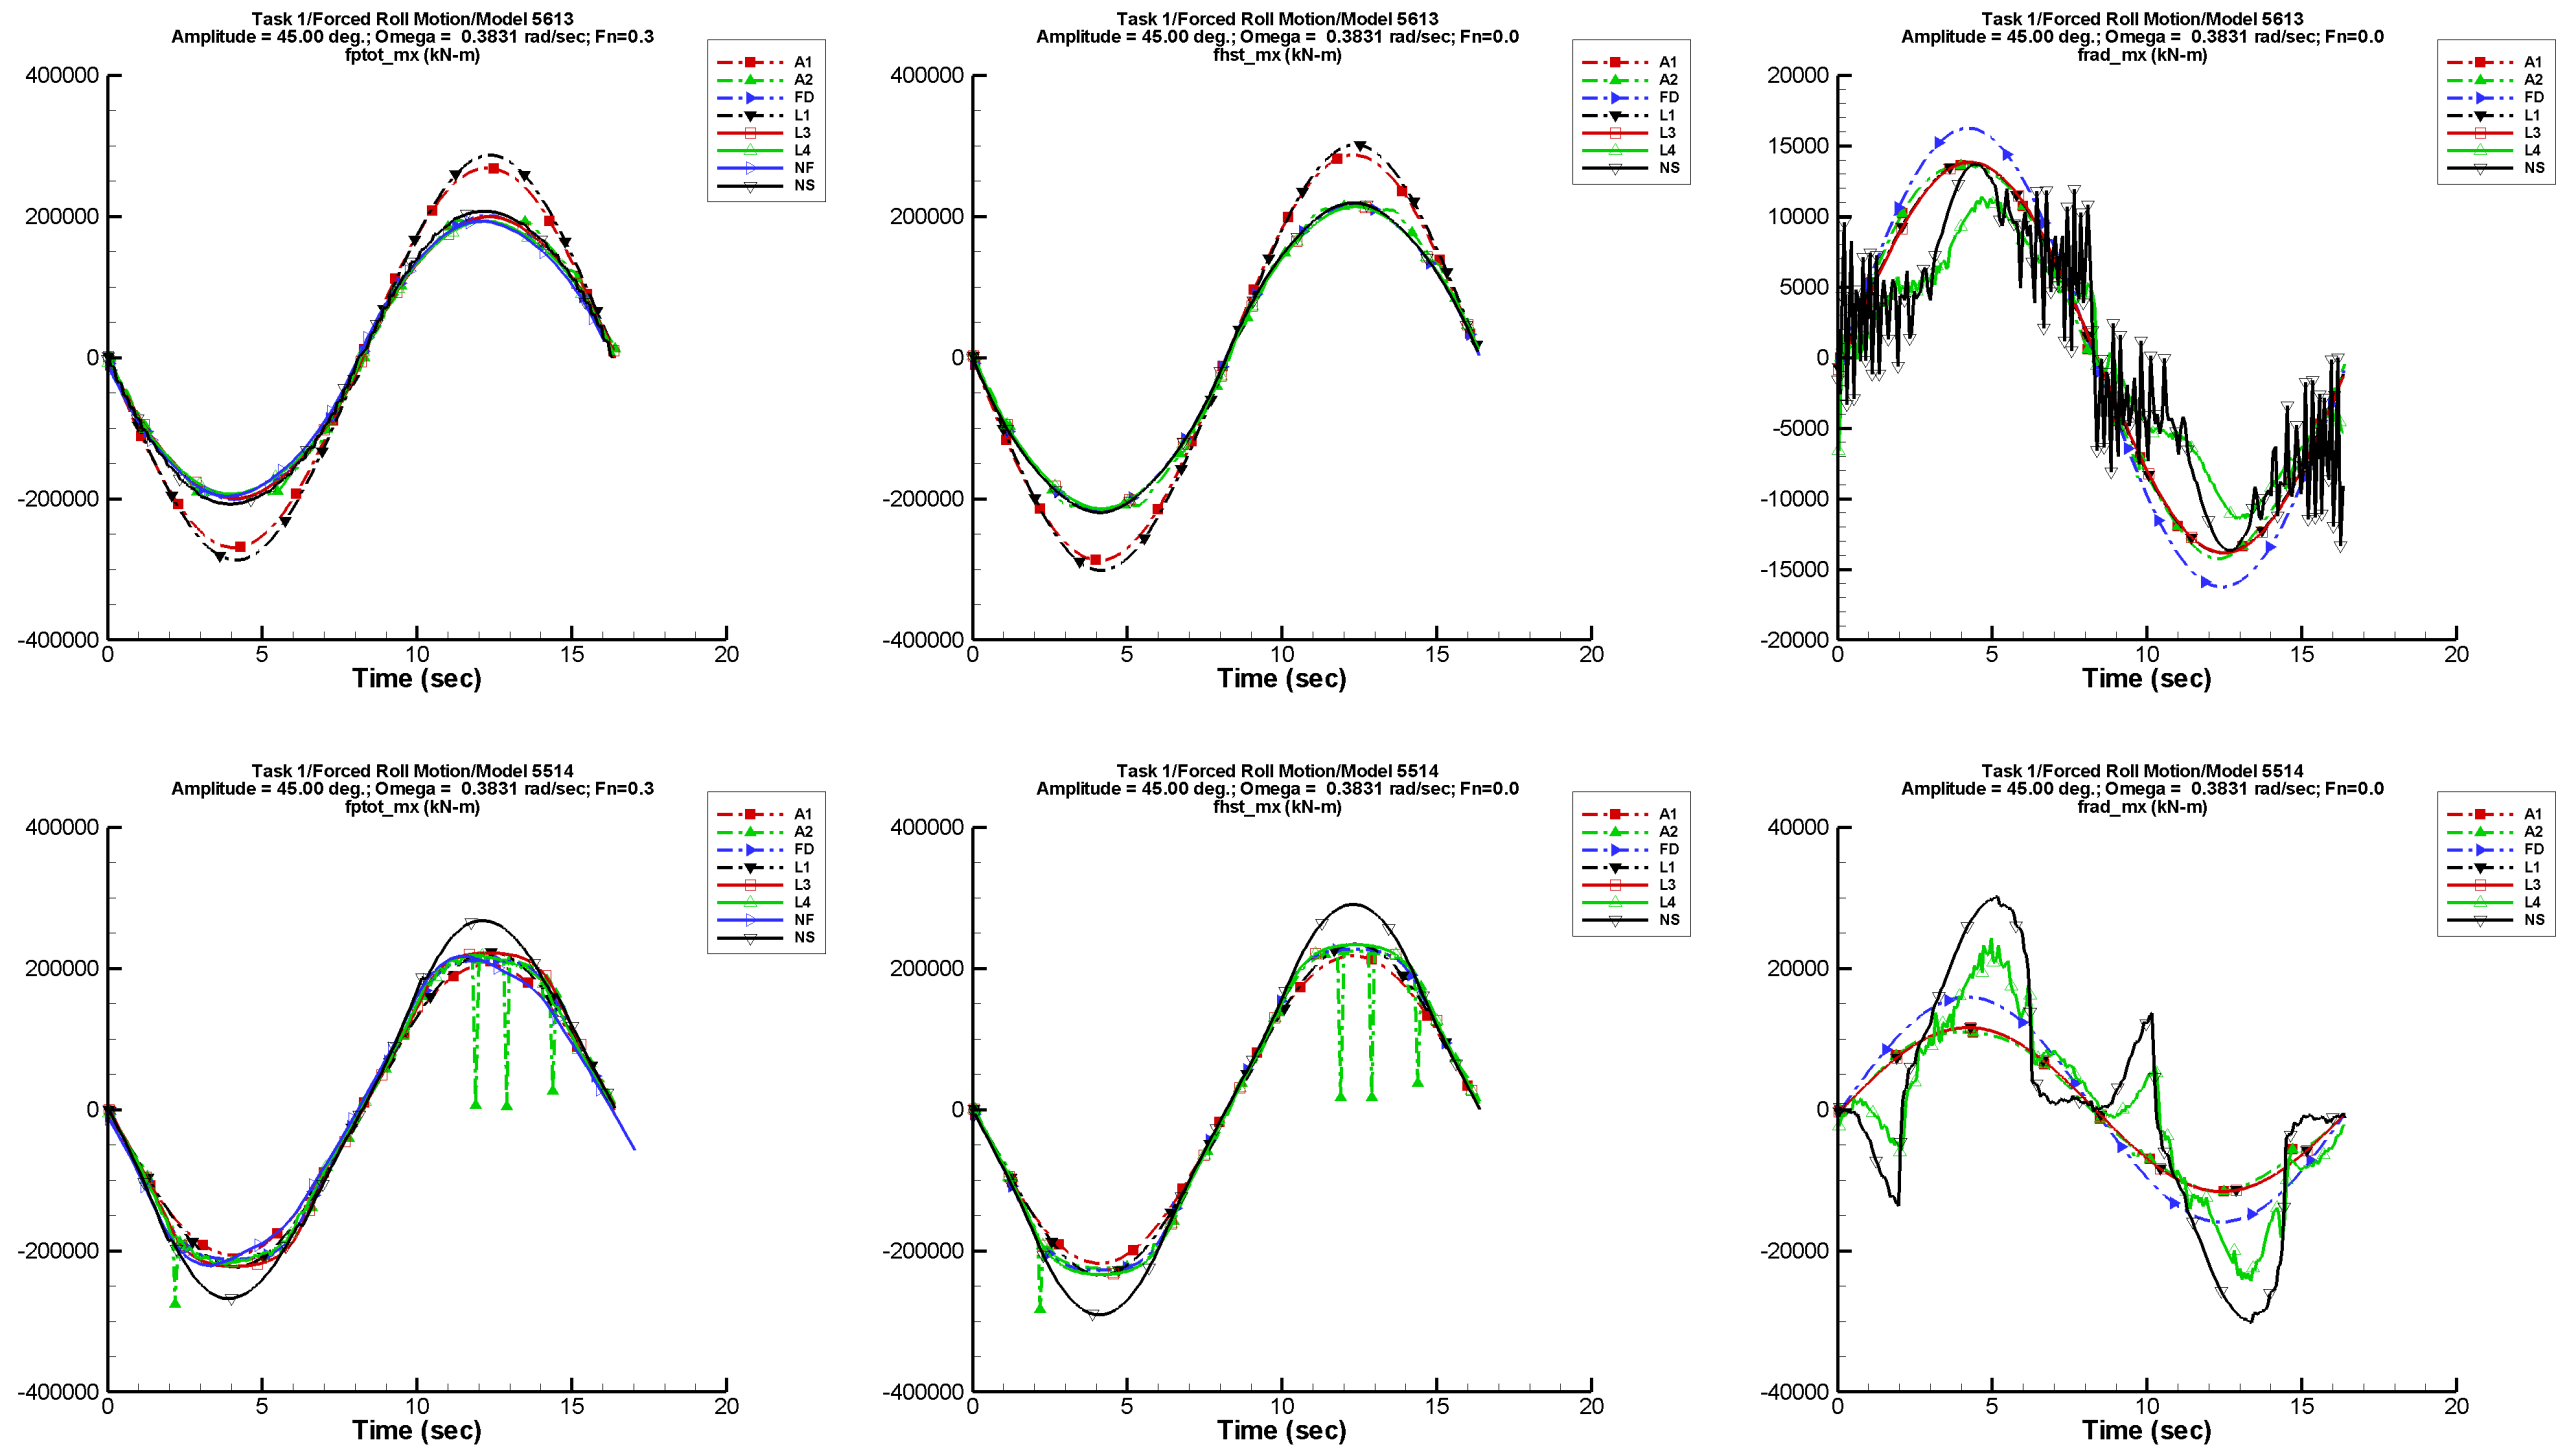 Task 1/Forced Roll Motion/Model 5613
Amplitude = 45.00 deg.; Omega = 0.3831 rad/sec; Fn=0.3
fptot_mx (kN-m)
A1
A2
FD
L1
L3
L4
NF
NS
400000
200000
0
-200000
-400000
0 5 10 15 20
Time (sec)
Task 1/Forced Roll Motion/Model 5613
Amplitude = 45.00 deg.; Omega = 0.3831 rad/sec; Fn=0.0
fhst_mx (kN-m)
A1
A2
FD
L1
L3
L4
NS
400000
200000
0
-200000
-400000
0 5 10 15 20
Time (sec)
Task 1/Forced Roll Motion/Model 5613
Amplitude = 45.00 deg.; Omega = 0.3831 rad/sec; Fn=0.0
frad_mx (kN-m)
A1
A2
FD
L1
L3
L4
NS
20000
15000
10000
5000
0
-5000
-10000
-15000
-20000
0 5 10 15 20
Time (sec)
Task 1/Forced Roll Motion/Model 5514
Amplitude = 45.00 deg.; Omega = 0.3831 rad/sec; Fn=0.3
fptot_mx (kN-m)
A1
A2
FD
L1
L3
L4
NF
NS
400000
200000
0
-200000
-400000
0 5 10 15 20
Time (sec)
Task 1/Forced Roll Motion/Model 5514
Amplitude = 45.00 deg.; Omega = 0.3831 rad/sec; Fn=0.0
fhst_mx (kN-m)
A1
A2
FD
L1
L3
L4
NS
400000
200000
0
-200000
-400000
0 5 10 15 20
Time (sec)
Task 1/Forced Roll Motion/Model 5514
Amplitude = 45.00 deg.; Omega = 0.3831 rad/sec; Fn=0.0
frad_mx (kN-m)
A1
A2
FD
L1
L3
L4
NS
40000
20000
0
-20000
-40000
0 5 10 15 20
Time (sec)